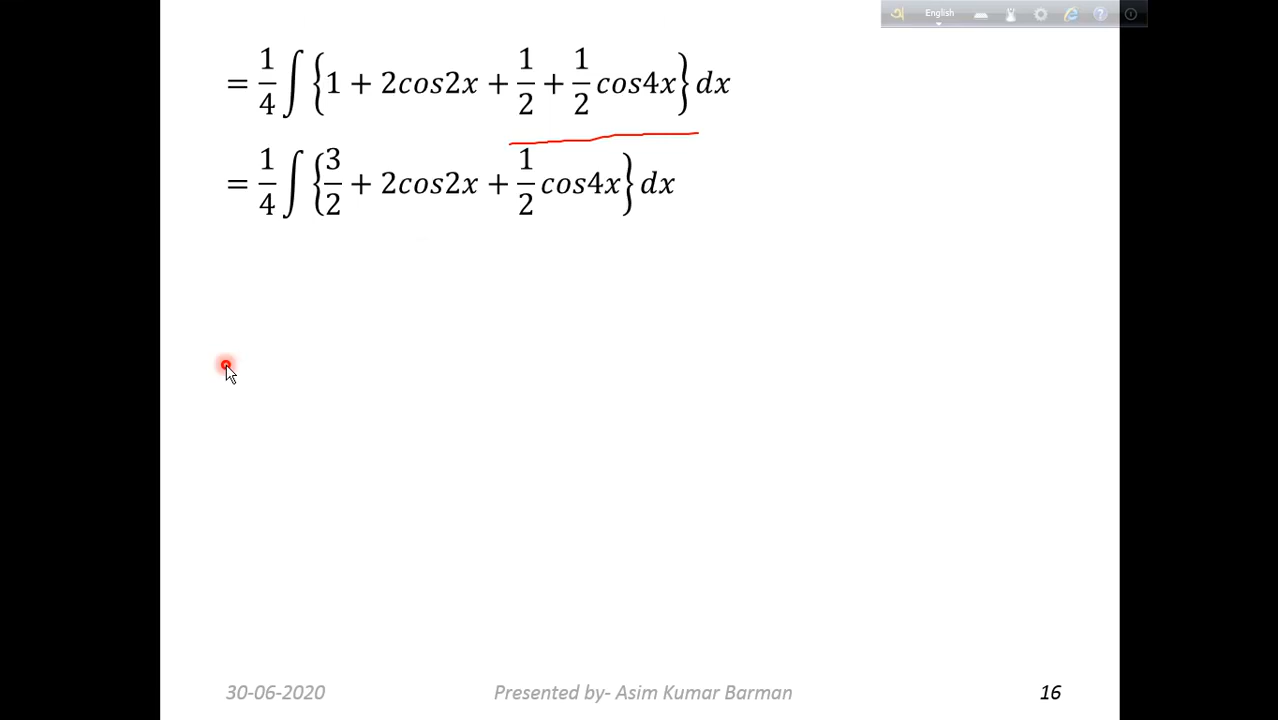 English
= 1/4 ∫ {1 + 2cos2x + 1/2 + 1/2 cos4x} dx
= 1/4 ∫ {3/2 + 2cos2x + 1/2 cos4x} dx
30-06-2020 Presented by- Asim Kumar Barman 16